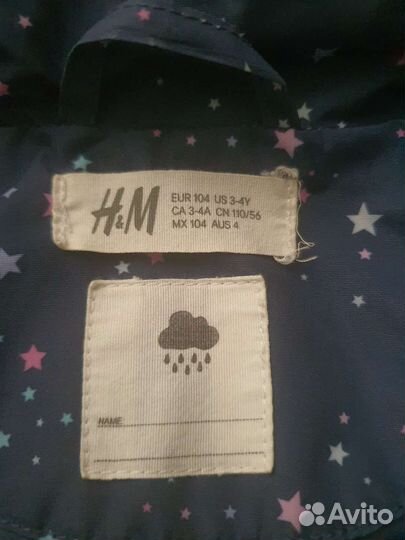 H&M
EUR 104 US 3-4Y
CA 3-4A CN 110/56
MX 104 AUS 4
NAME
Avito